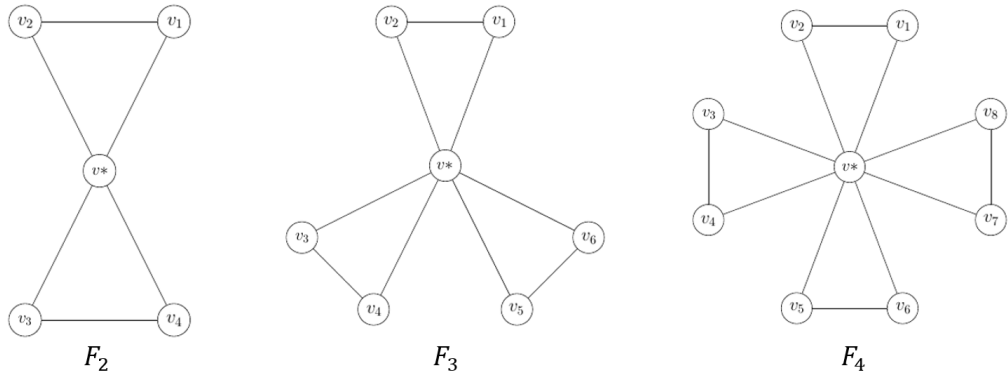 v₂ v₁ v₂ v₁ v₂ v₁
v₃ v₈
v* v* v*
v₄ v₇
v₃ v₆
v₃ v₄ v₄ v₅ v₅ v₆
F₂ F₃ F₄